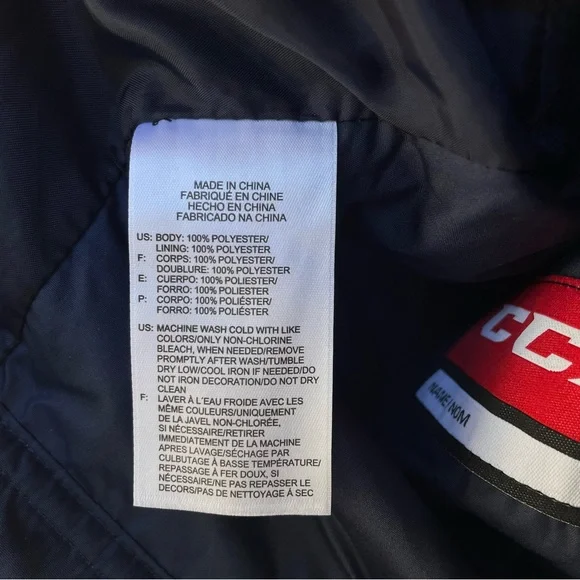 MADE IN CHINA
FABRIQUÉ EN CHINE
HECHO EN CHINA
FABRICADO NA CHINA
US: BODY: 100% POLYESTER/
LINING: 100% POLYESTER
F: CORPS: 100% POLYESTER/
DOUBLURE: 100% POLYESTER
E: CUERPO: 100% POLIESTER/
FORRO: 100% POLIESTER
P: CORPO: 100% POLIÉSTER/
FORRO: 100% POLIÉSTER
US: MACHINE WASH COLD WITH LIKE
COLORS/ONLY NON-CHLORINE
BLEACH, WHEN NEEDED/REMOVE
PROMPTLY AFTER WASH/TUMBLE
DRY LOW/COOL IRON IF NEEDED/DO
NOT IRON DECORATION/DO NOT DRY
CLEAN
F: LAVER À L'EAU FROIDE AVEC LES
MÊME COULEURS/UNIQUEMENT
DE LA JAVEL NON-CHLORÉE,
SI NÉCESSAIRE/RETIRER
IMMEDIATEMENT DE LA MACHINE
APRES LAVAGE/SÉCHAGE PAR
CULBUTAGE À BASSE TEMPÉRATURE/
REPASSAGE À FER DOUX, SI
NÉCESSAIRE/NE PAS REPASSER LE
DECORS/PAS DE NETTOYAGE À SEC
CC
NAME/NOM